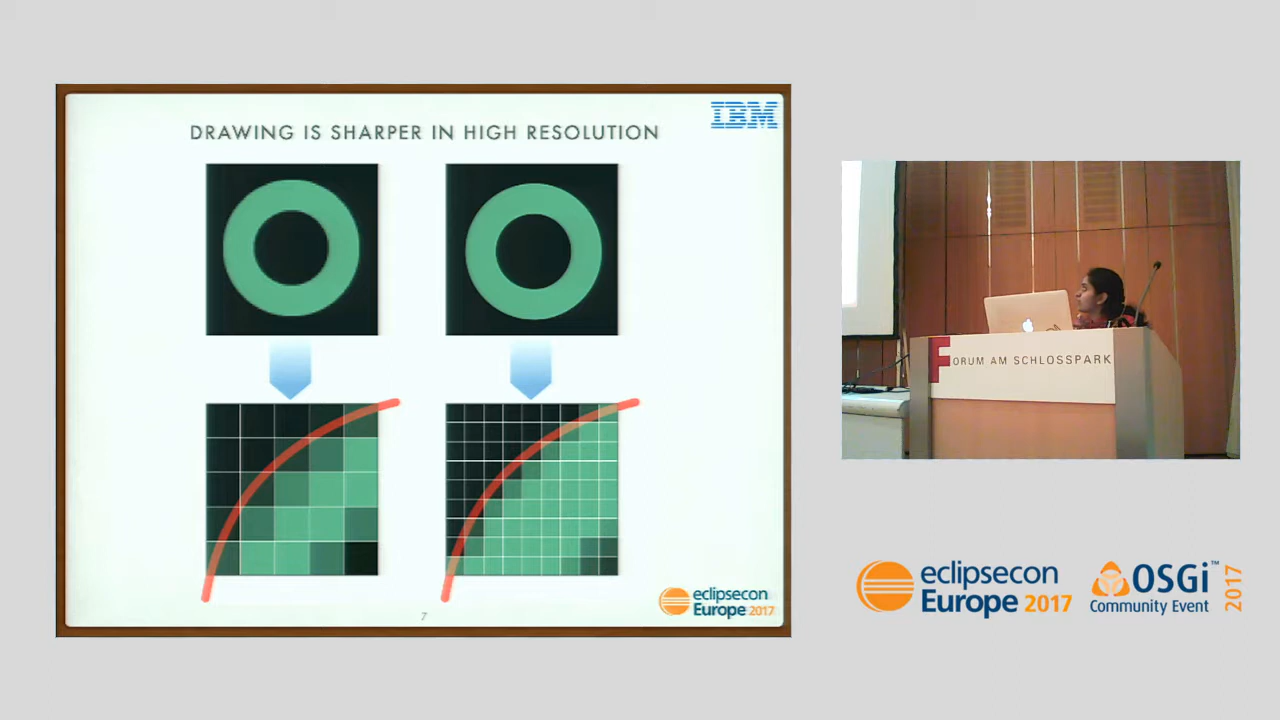 DRAWING IS SHARPER IN HIGH RESOLUTION
IBM
7
eclipsecon
Europe 2017
FORUM AM SCHLOSSPARK
eclipsecon
Europe 2017
OSGi™
Community Event
2017